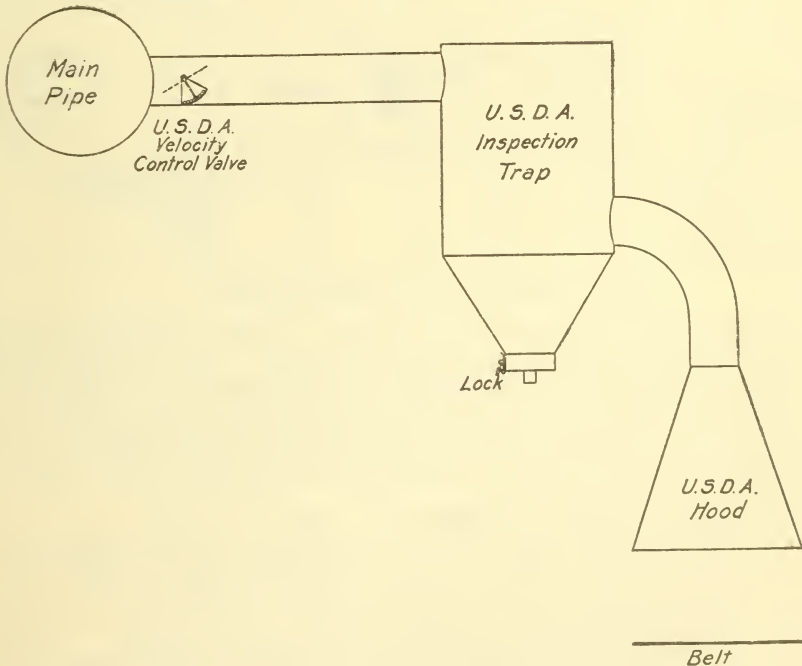 Main
Pipe
U.S.D.A.
Velocity
Control Valve
U. S. D. A.
Inspection
Trap
Lock
U.S.D.A.
Hood
Belt